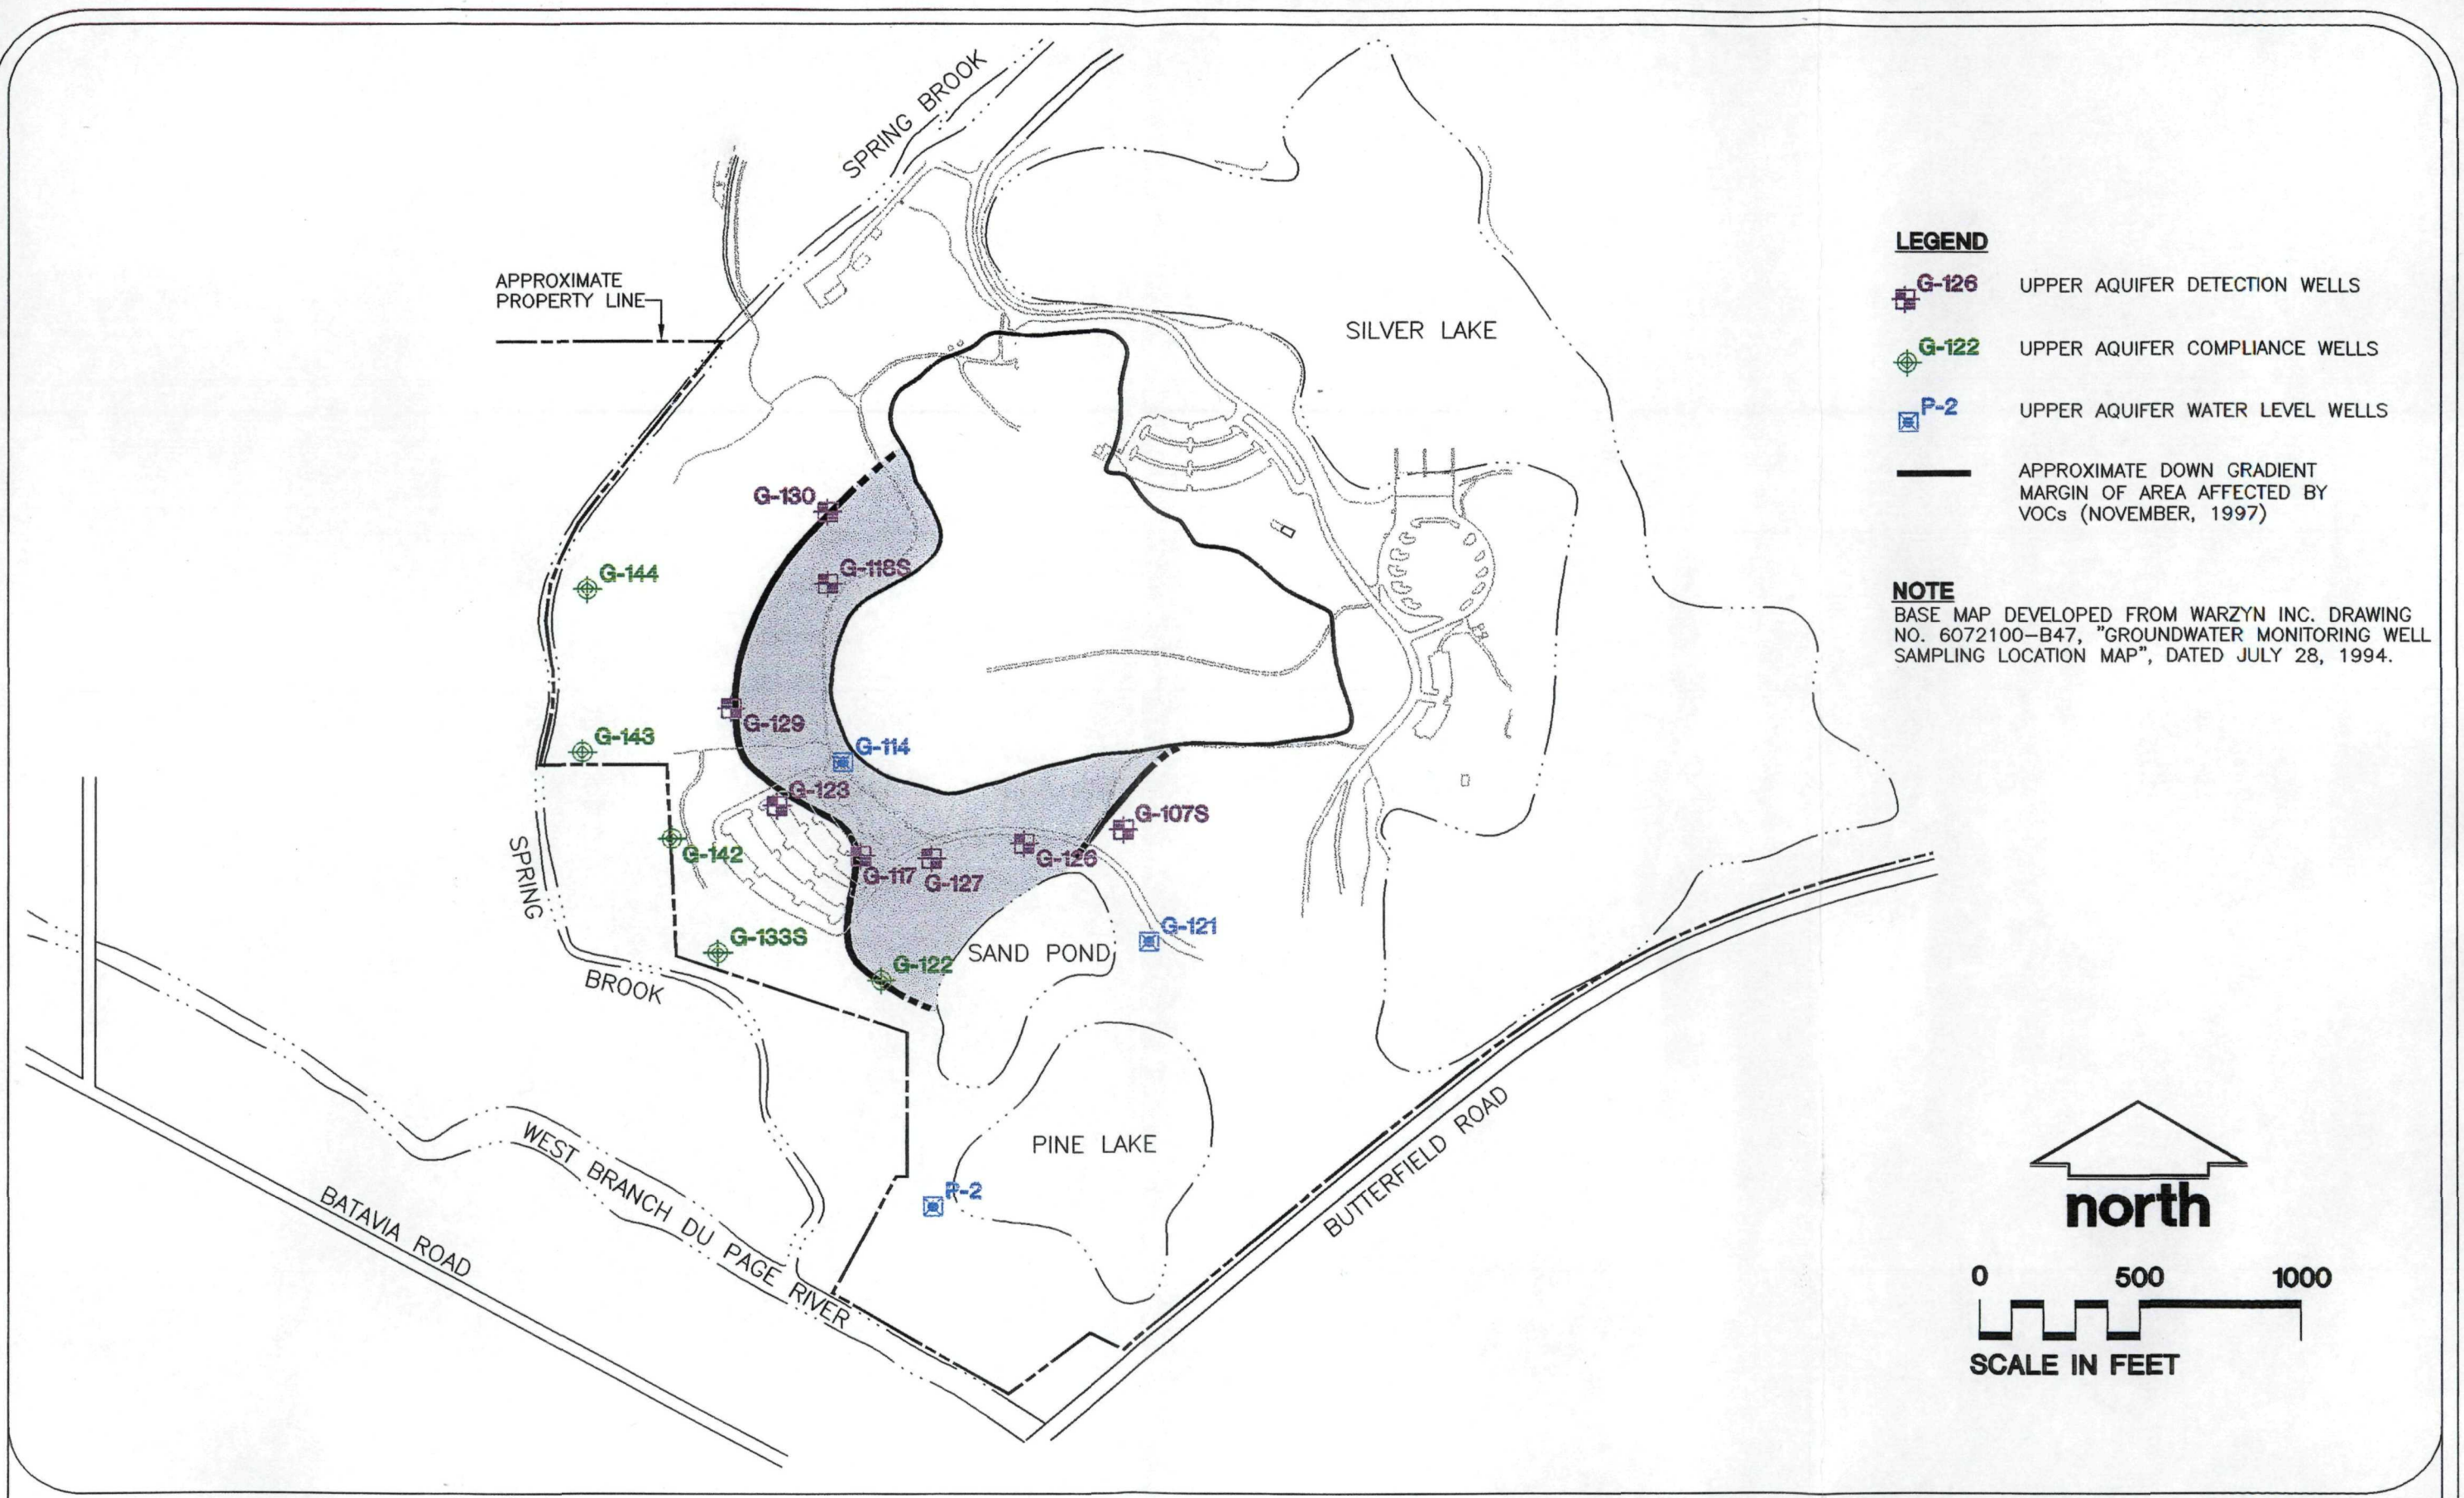 SPRING BROOK
APPROXIMATE
PROPERTY LINE
SILVER LAKE
G-130
G-118S
G-144
G-129
G-143
G-114
G-123
G-107S
G-142
G-126
G-117
G-127
SPRING
BROOK
G-133S
G-122
SAND POND
G-121
PINE LAKE
P-2
WEST BRANCH DU PAGE RIVER
BATAVIA ROAD
BUTTERFIELD ROAD
LEGEND
G-126 UPPER AQUIFER DETECTION WELLS
G-122 UPPER AQUIFER COMPLIANCE WELLS
P-2 UPPER AQUIFER WATER LEVEL WELLS
APPROXIMATE DOWN GRADIENT
MARGIN OF AREA AFFECTED BY
VOCs (NOVEMBER, 1997)
NOTE
BASE MAP DEVELOPED FROM WARZYN INC. DRAWING
NO. 6072100-B47, "GROUNDWATER MONITORING WELL
SAMPLING LOCATION MAP", DATED JULY 28, 1994.
north
0 500 1000
SCALE IN FEET